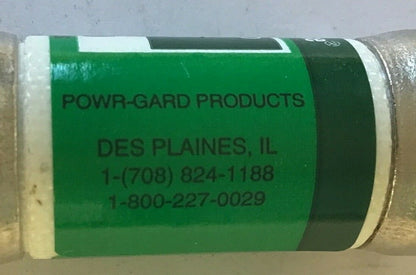 POWR-GARD PRODUCTS
DES PLAINES, IL
1-(708) 824-1188
1-800-227-0029